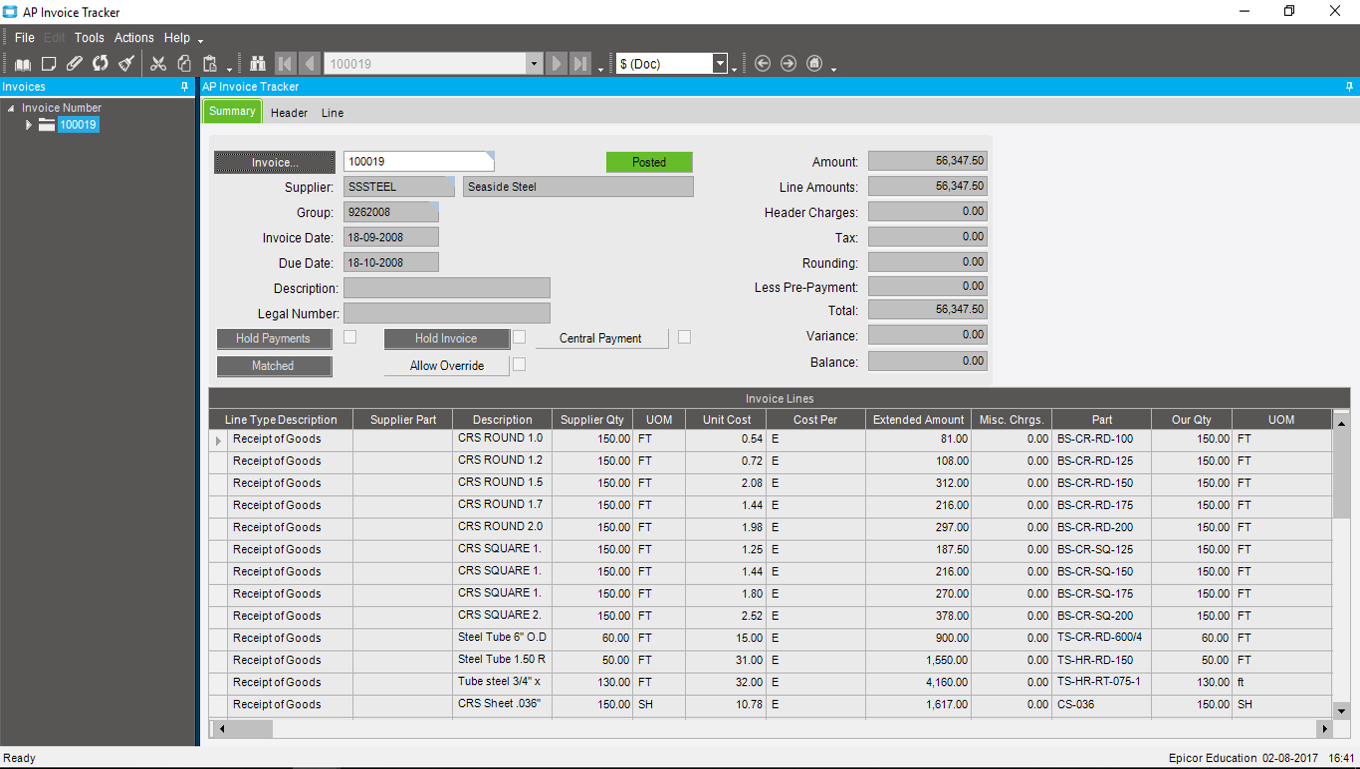 AP Invoice Tracker
File Edit Tools Actions Help
100019 $ (Doc)
Invoices
AP Invoice Tracker
Invoice Number
100019
Summary Header Line
Invoice... 100019 Posted
Supplier: SSSTEEL Seaside Steel
Group: 9262008
Invoice Date: 18-09-2008
Due Date: 18-10-2008
Description:
Legal Number:
Hold Payments Hold Invoice Central Payment
Matched Allow Override
Amount: 56,347.50
Line Amounts: 56,347.50
Header Charges: 0.00
Tax: 0.00
Rounding: 0.00
Less Pre-Payment: 0.00
Total: 56,347.50
Variance: 0.00
Balance: 0.00
Invoice Lines
Line Type Description Supplier Part Description Supplier Qty UOM Unit Cost Cost Per Extended Amount Misc. Chrgs. Part Our Qty UOM
Receipt of Goods CRS ROUND 1.0 150.00 FT 0.54 E 81.00 0.00 BS-CR-RD-100 150.00 FT
Receipt of Goods CRS ROUND 1.2 150.00 FT 0.72 E 108.00 0.00 BS-CR-RD-125 150.00 FT
Receipt of Goods CRS ROUND 1.5 150.00 FT 2.08 E 312.00 0.00 BS-CR-RD-150 150.00 FT
Receipt of Goods CRS ROUND 1.7 150.00 FT 1.44 E 216.00 0.00 BS-CR-RD-175 150.00 FT
Receipt of Goods CRS ROUND 2.0 150.00 FT 1.98 E 297.00 0.00 BS-CR-RD-200 150.00 FT
Receipt of Goods CRS SQUARE 1. 150.00 FT 1.25 E 187.50 0.00 BS-CR-SQ-125 150.00 FT
Receipt of Goods CRS SQUARE 1. 150.00 FT 1.44 E 216.00 0.00 BS-CR-SQ-150 150.00 FT
Receipt of Goods CRS SQUARE 1. 150.00 FT 1.80 E 270.00 0.00 BS-CR-SQ-175 150.00 FT
Receipt of Goods CRS SQUARE 2. 150.00 FT 2.52 E 378.00 0.00 BS-CR-SQ-200 150.00 FT
Receipt of Goods Steel Tube 6" O.D 60.00 FT 15.00 E 900.00 0.00 TS-CR-RD-600/4 60.00 FT
Receipt of Goods Steel Tube 1.50 R 50.00 FT 31.00 E 1,550.00 0.00 TS-HR-RD-150 50.00 FT
Receipt of Goods Tube steel 3/4" x 130.00 FT 32.00 E 4,160.00 0.00 TS-HR-RT-075-1 130.00 ft
Receipt of Goods CRS Sheet .036" 150.00 SH 10.78 E 1,617.00 0.00 CS-036 150.00 SH
Ready Epicor Education 02-08-2017 16:41